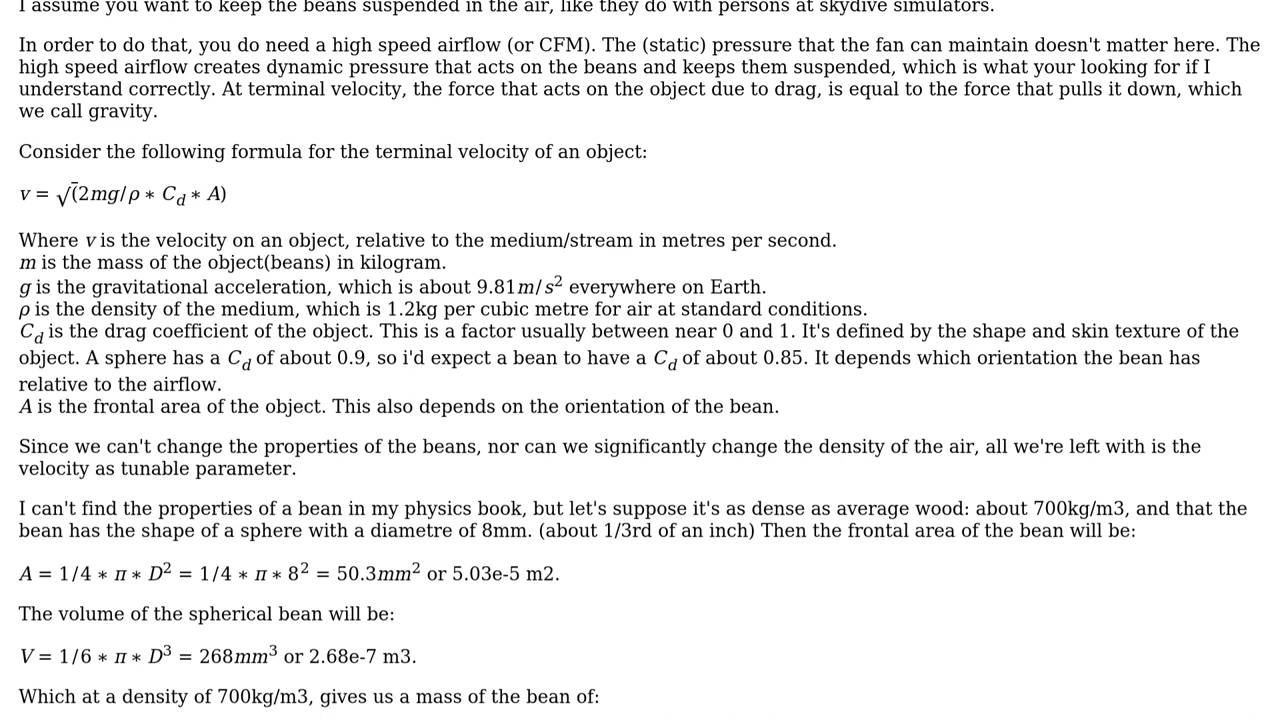 I assume you want to keep the beans suspended in the air, like they do with persons at skydive simulators.
In order to do that, you do need a high speed airflow (or CFM). The (static) pressure that the fan can maintain doesn't matter here. The
high speed airflow creates dynamic pressure that acts on the beans and keeps them suspended, which is what your looking for if I
understand correctly. At terminal velocity, the force that acts on the object due to drag, is equal to the force that pulls it down, which
we call gravity.
Consider the following formula for the terminal velocity of an object:
v = √(2mg/ρ * C_d * A)
Where v is the velocity on an object, relative to the medium/stream in metres per second.
m is the mass of the object(beans) in kilogram.
g is the gravitational acceleration, which is about 9.81m/s² everywhere on Earth.
ρ is the density of the medium, which is 1.2kg per cubic metre for air at standard conditions.
C_d is the drag coefficient of the object. This is a factor usually between near 0 and 1. It's defined by the shape and skin texture of the
object. A sphere has a C_d of about 0.9, so i'd expect a bean to have a C_d of about 0.85. It depends which orientation the bean has
relative to the airflow.
A is the frontal area of the object. This also depends on the orientation of the bean.
Since we can't change the properties of the beans, nor can we significantly change the density of the air, all we're left with is the
velocity as tunable parameter.
I can't find the properties of a bean in my physics book, but let's suppose it's as dense as average wood: about 700kg/m3, and that the
bean has the shape of a sphere with a diametre of 8mm. (about 1/3rd of an inch) Then the frontal area of the bean will be:
A = 1/4 * π * D² = 1/4 * π * 8² = 50.3mm² or 5.03e-5 m2.
The volume of the spherical bean will be:
V = 1/6 * π * D³ = 268mm³ or 2.68e-7 m3.
Which at a density of 700kg/m3, gives us a mass of the bean of: